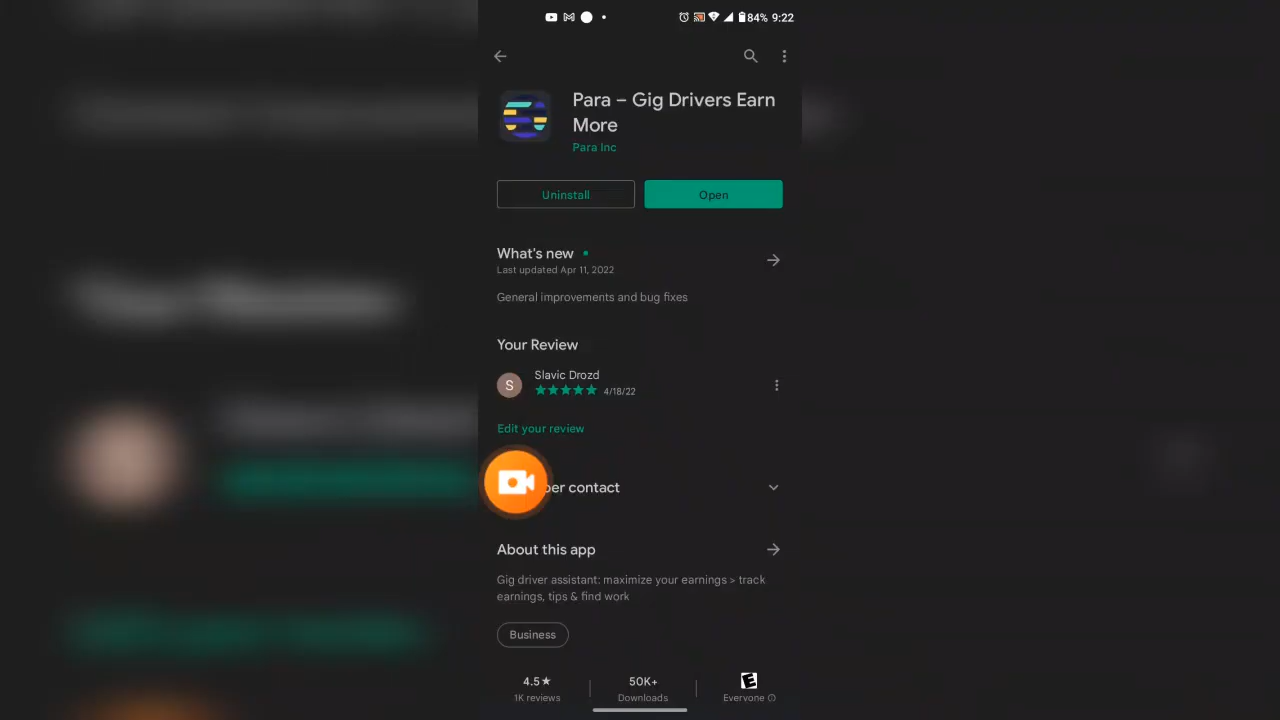 84% 9:22
Para – Gig Drivers Earn
More
Para Inc
Uninstall
Open
What's new
Last updated Apr 11, 2022
General improvements and bug fixes
Your Review
S
Slavic Drozd
4/18/22
Edit your review
per contact
About this app
Gig driver assistant: maximize your earnings > track
earnings, tips & find work
Business
4.5★
1K reviews
50K+
Downloads
E
Everyone